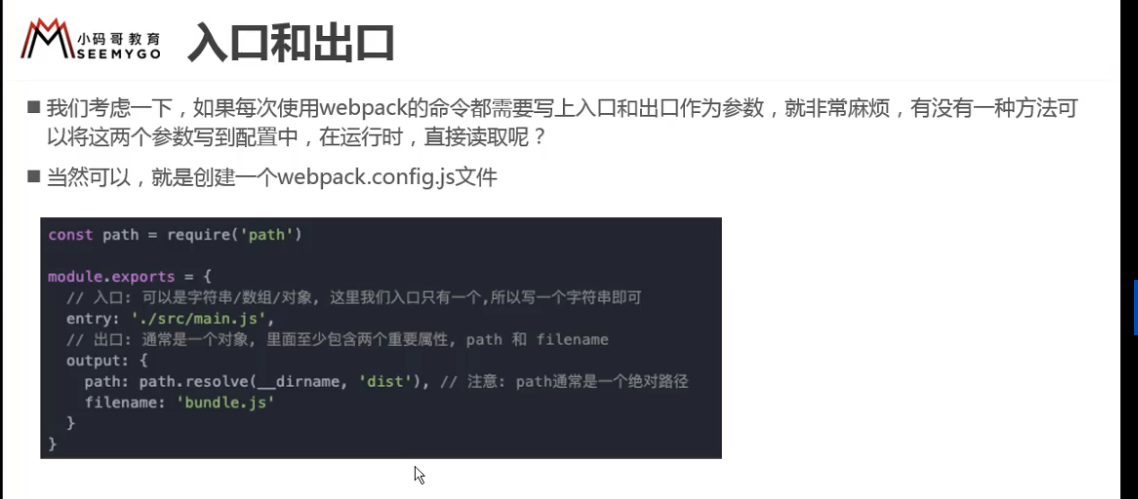 小码哥教育
SEEMYGO
入口和出口
■ 我们考虑一下，如果每次使用webpack的命令都需要写上入口和出口作为参数，就非常麻烦，有没有一种方法可
以将这两个参数写到配置中，在运行时，直接读取呢？
■ 当然可以，就是创建一个webpack.config.js文件
const path = require('path')
module.exports = {
// 入口: 可以是字符串/数组/对象, 这里我们入口只有一个,所以写一个字符串即可
entry: './src/main.js',
// 出口: 通常是一个对象, 里面至少包含两个重要属性, path 和 filename
output: {
path: path.resolve(__dirname, 'dist'), // 注意: path通常是一个绝对路径
filename: 'bundle.js'
}
}